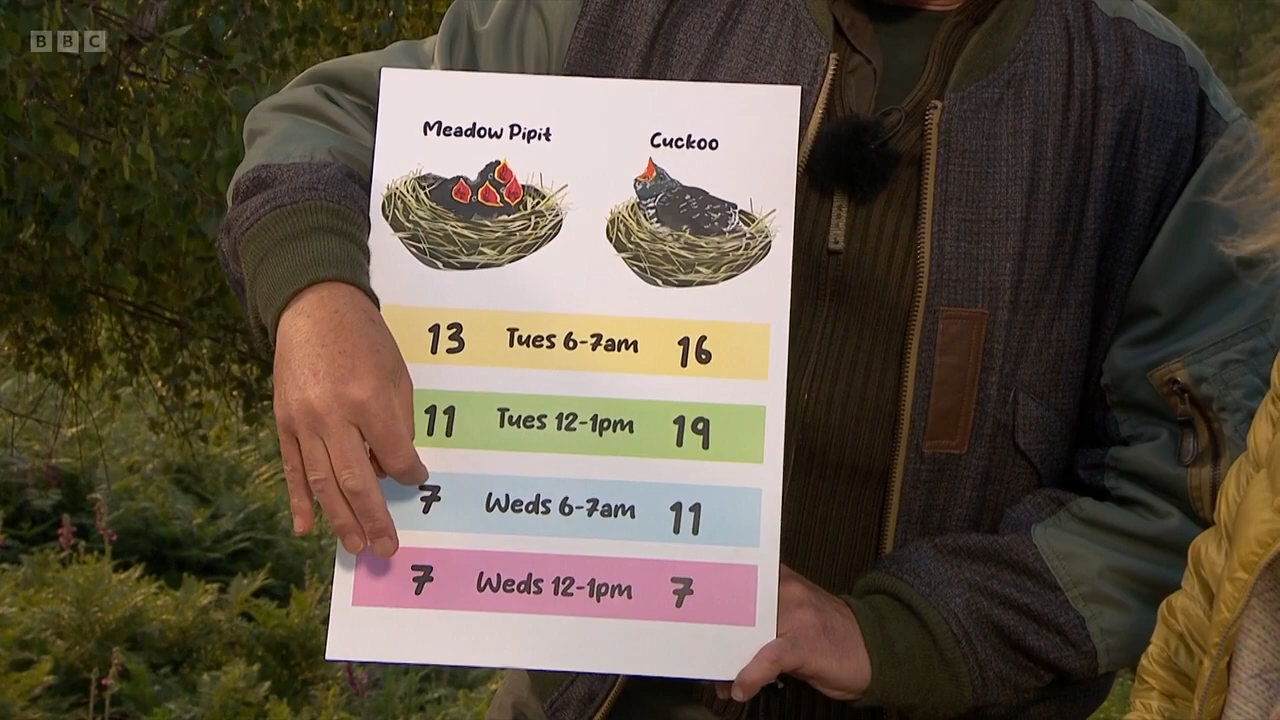 BBC
Meadow Pipit Cuckoo
13 Tues 6-7am 16
11 Tues 12-1pm 19
7 Weds 6-7am 11
7 Weds 12-1pm 7